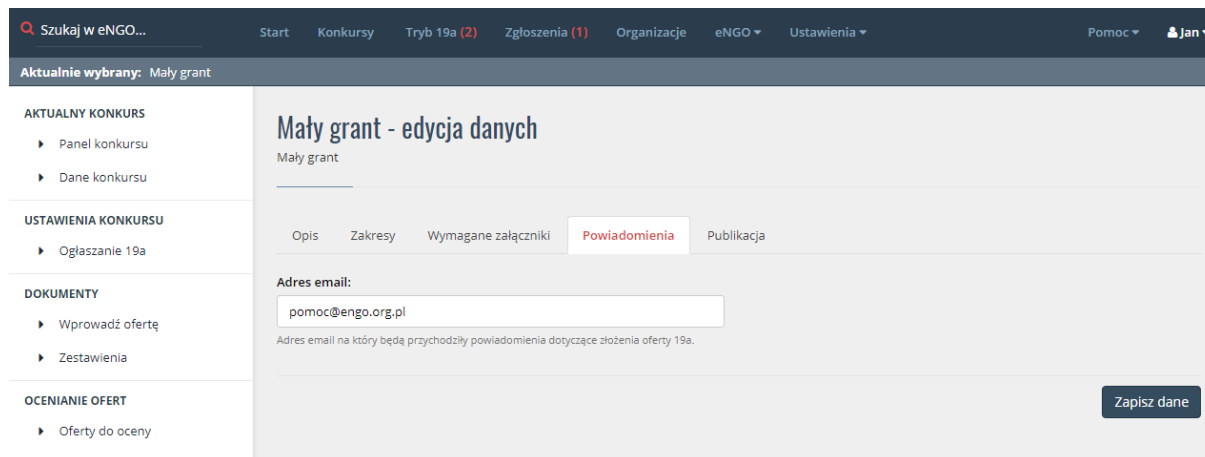 Szukaj w eNGO...
Start Konkursy Tryb 19a (2) Zgłoszenia (1) Organizacje eNGO Ustawienia Pomoc Jan
Aktualnie wybrany: Mały grant
AKTUALNY KONKURS
Panel konkursu
Dane konkursu
USTAWIENIA KONKURSU
Ogłaszanie 19a
DOKUMENTY
Wprowadź ofertę
Zestawienia
OCENIANIE OFERT
Oferty do oceny
Mały grant - edycja danych
Mały grant
Opis Zakresy Wymagane załączniki Powiadomienia Publikacja
Adres email:
pomoc@engo.org.pl
Adres email na który będą przychodziły powiadomienia dotyczące złożenia oferty 19a.
Zapisz dane